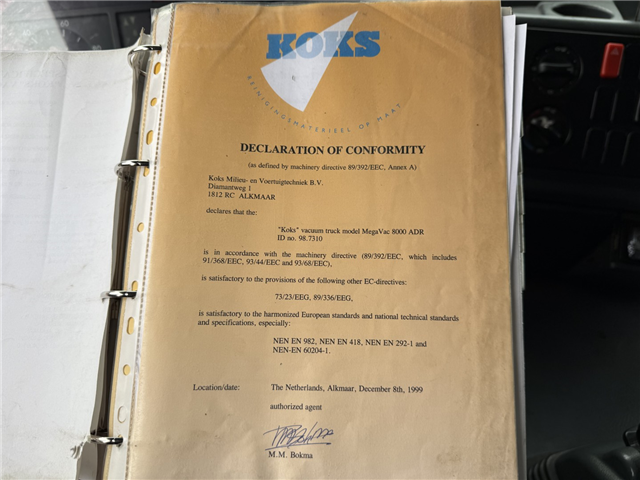 KOKS
REINIGINGSMATERIEEL OP MAAT
DECLARATION OF CONFORMITY
(as defined by machinery directive 89/392/EEC, Annex A)
Koks Milieu- en Voertuigtechniek B.V.
Diamantweg 1
1812 RC ALKMAAR
declares that the:
"Koks" vacuum truck model MegaVac 8000 ADR
ID no. 98.7310
is in accordance with the machinery directive (89/392/EEC, which includes
91/368/EEC, 93/44/EEC and 93/68/EEC),
is satisfactory to the provisions of the following other EC-directives:
73/23/EEG, 89/336/EEG,
is satisfactory to the harmonized European standards and national technical standards
and specifications, especially:
NEN EN 982, NEN EN 418, NEN EN 292-1 and
NEN-EN 60204-1.
Location/date: The Netherlands, Alkmaar, December 8th, 1999
authorized agent
M.M. Bokma